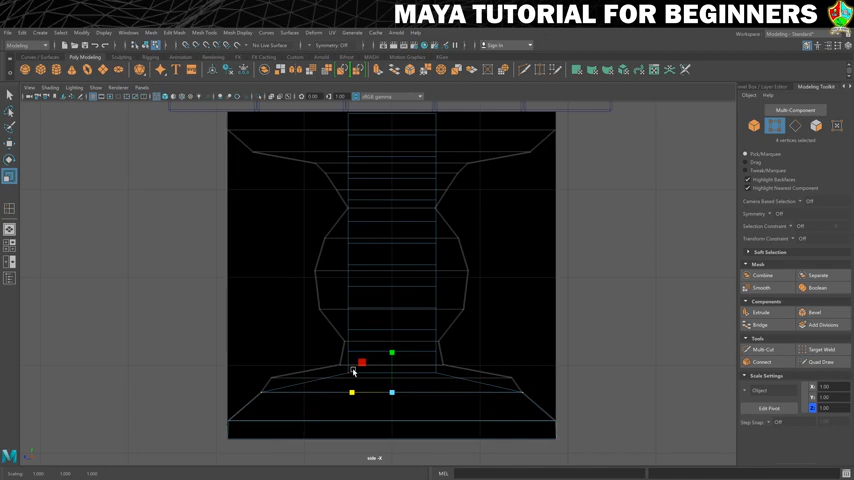 MAYA TUTORIAL FOR BEGINNERS
File Edit Create Select Modify Display Windows Mesh Edit Mesh Mesh Tools Mesh Display Curves Surfaces Deform UV Generate Cache Arnold Help
Workspace: Modeling - Standard*
Modeling No Live Surface Symmetry: Off Sign In
Curves / Surfaces Poly Modeling Sculpting Rigging Animation Rendering FX FX Caching Custom Arnold Bifrost MASH Motion Graphics XGen
View Shading Lighting Show Renderer Panels
0.00 1.00 sRGB gamma
nel Box / Layer Editor Modeling Toolkit
Object Help
Multi-Component
4 vertices selected
Pick/Marquee
Drag
Tweak/Marquee
Highlight Backfaces
Highlight Nearest Component
Camera Based Selection Off
Symmetry Off
Selection Constraint Off
Transform Constraint Off
Soft Selection
Mesh
Combine Separate
Smooth Boolean
Components
Extrude Bevel
Bridge Add Divisions
Tools
Multi-Cut Target Weld
Connect Quad Draw
Scale Settings
Object X: 1.00
Y: 1.00
Edit Pivot Z: 1.00
Step Snap: Off
side -X
Scaling 1.000 1.000 1.000 MEL